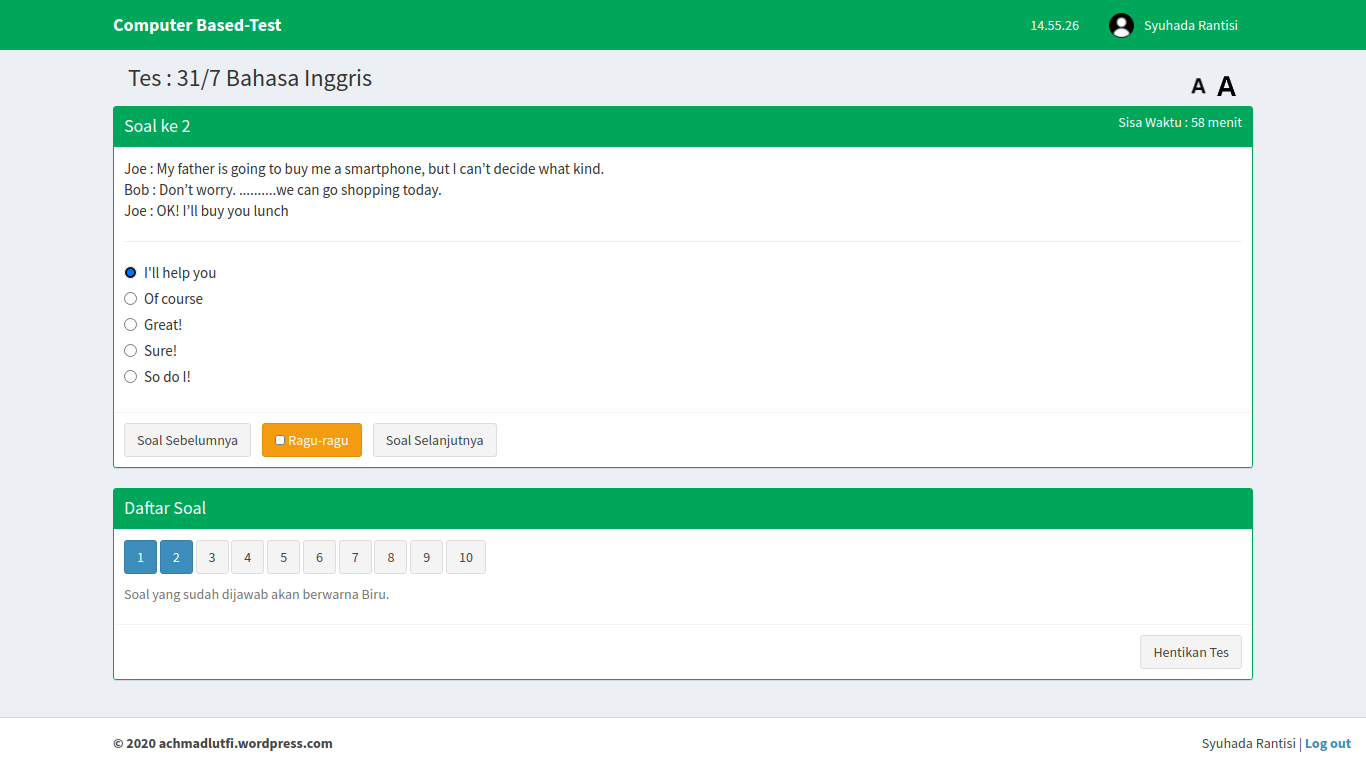 Computer Based-Test 14.55.26 Syuhada Rantisi
Tes : 31/7 Bahasa Inggris A A
Soal ke 2 Sisa Waktu : 58 menit
Joe : My father is going to buy me a smartphone, but I can’t decide what kind.
Bob : Don’t worry. ..........we can go shopping today.
Joe : OK! I’ll buy you lunch
I'll help you
Of course
Great!
Sure!
So do I!
Soal Sebelumnya Ragu-ragu Soal Selanjutnya
Daftar Soal
1 2 3 4 5 6 7 8 9 10
Soal yang sudah dijawab akan berwarna Biru.
Hentikan Tes
© 2020 achmadlutfi.wordpress.com Syuhada Rantisi | Log out